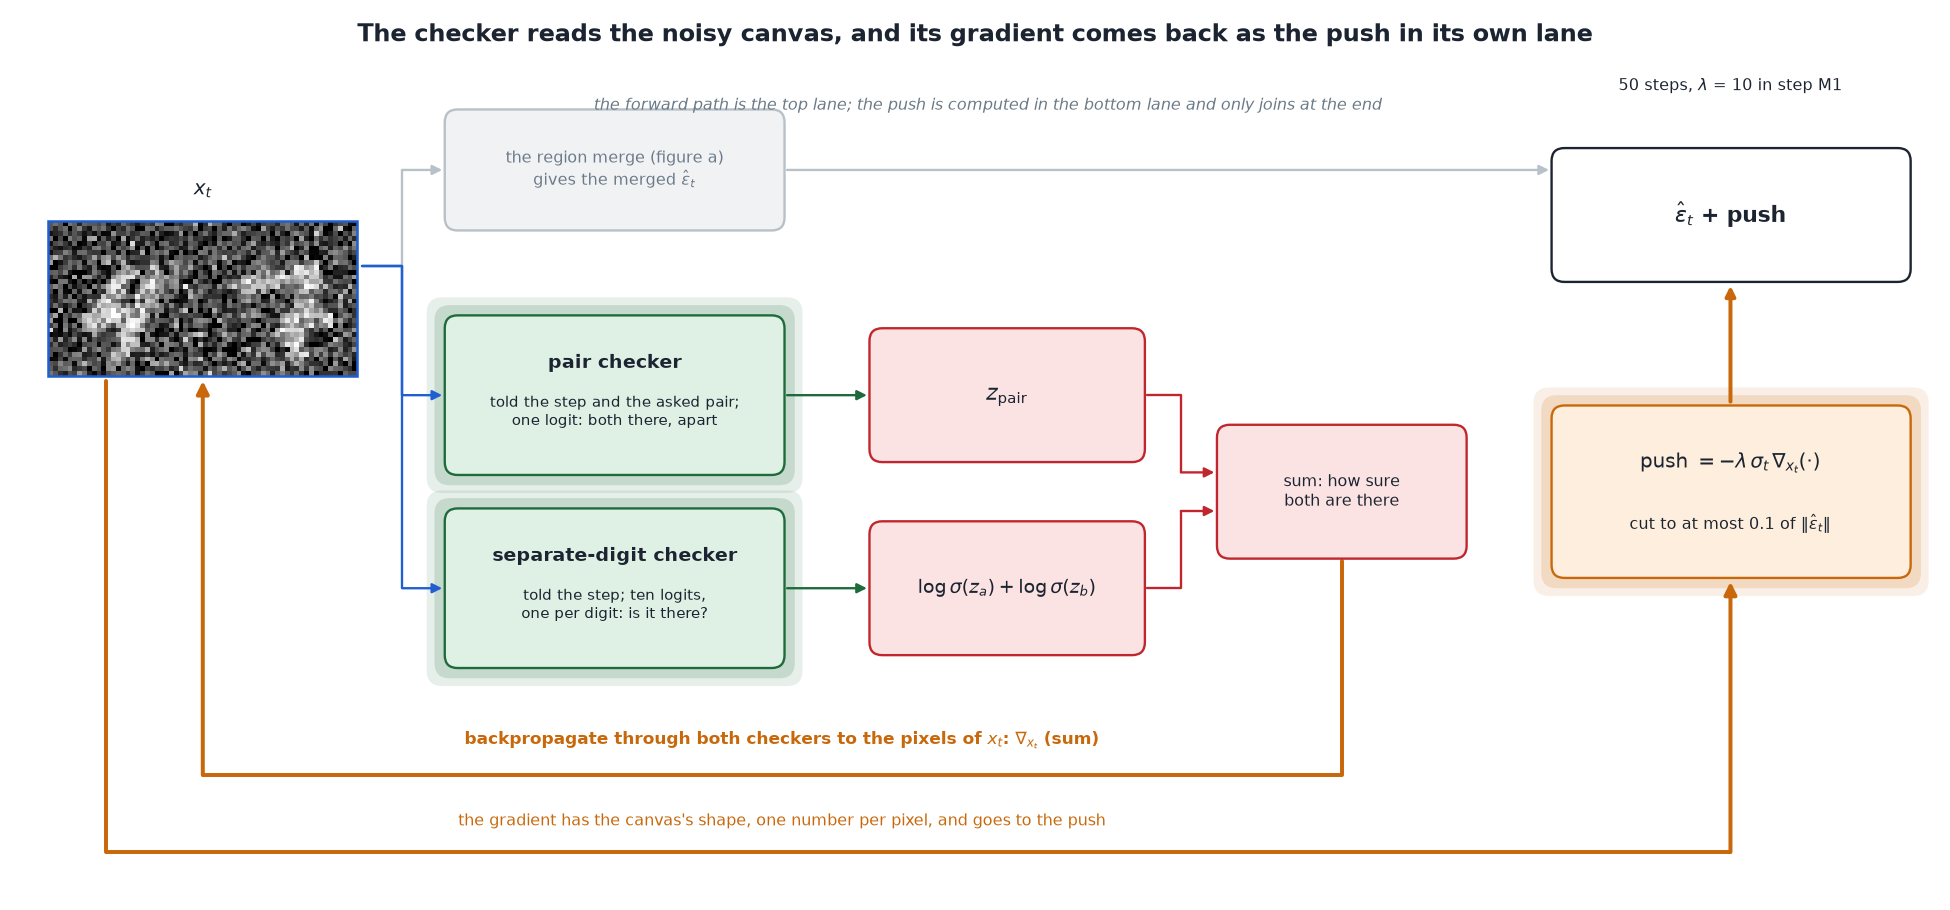 The checker reads the noisy canvas, and its gradient comes back as the push in its own lane
50 steps, λ = 10 in step M1
the forward path is the top lane; the push is computed in the bottom lane and only joins at the end
the region merge (figure a)
gives the merged ε̂_t
x_t
ε̂_t + push
pair checker
told the step and the asked pair;
one logit: both there, apart
z_pair
separate-digit checker
told the step; ten logits,
one per digit: is it there?
log σ(z_a) + log σ(z_b)
sum: how sure
both are there
push = −λ σ_t ∇_{x_t}(·)
cut to at most 0.1 of ‖ε̂_t‖
backpropagate through both checkers to the pixels of x_t: ∇_{x_t} (sum)
the gradient has the canvas's shape, one number per pixel, and goes to the push